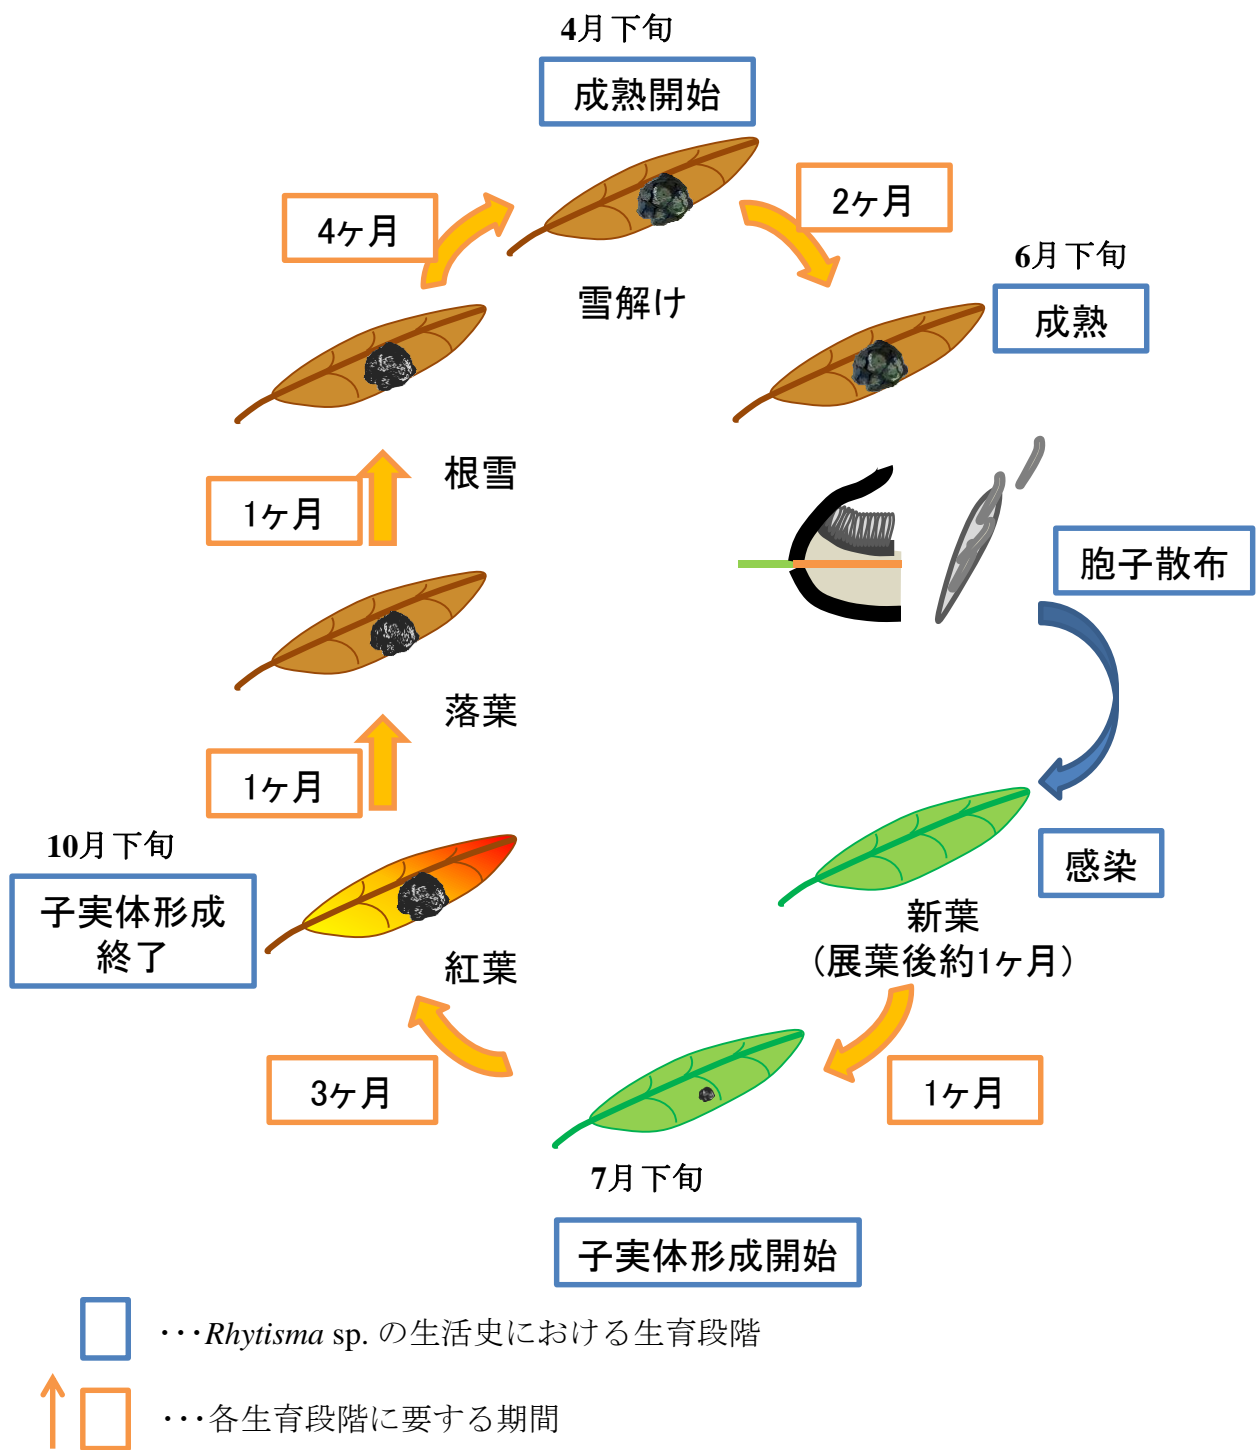 4月下旬
成熟開始
4ヶ月
2ヶ月
6月下旬
成熟
雪解け
根雪
1ヶ月
胞子散布
落葉
1ヶ月
10月下旬
子実体形成
終了
紅葉
感染
新葉
(展葉後約1ヶ月)
3ヶ月
1ヶ月
7月下旬
子実体形成開始
･･･Rhytisma sp. の生活史における生育段階
･･･各生育段階に要する期間